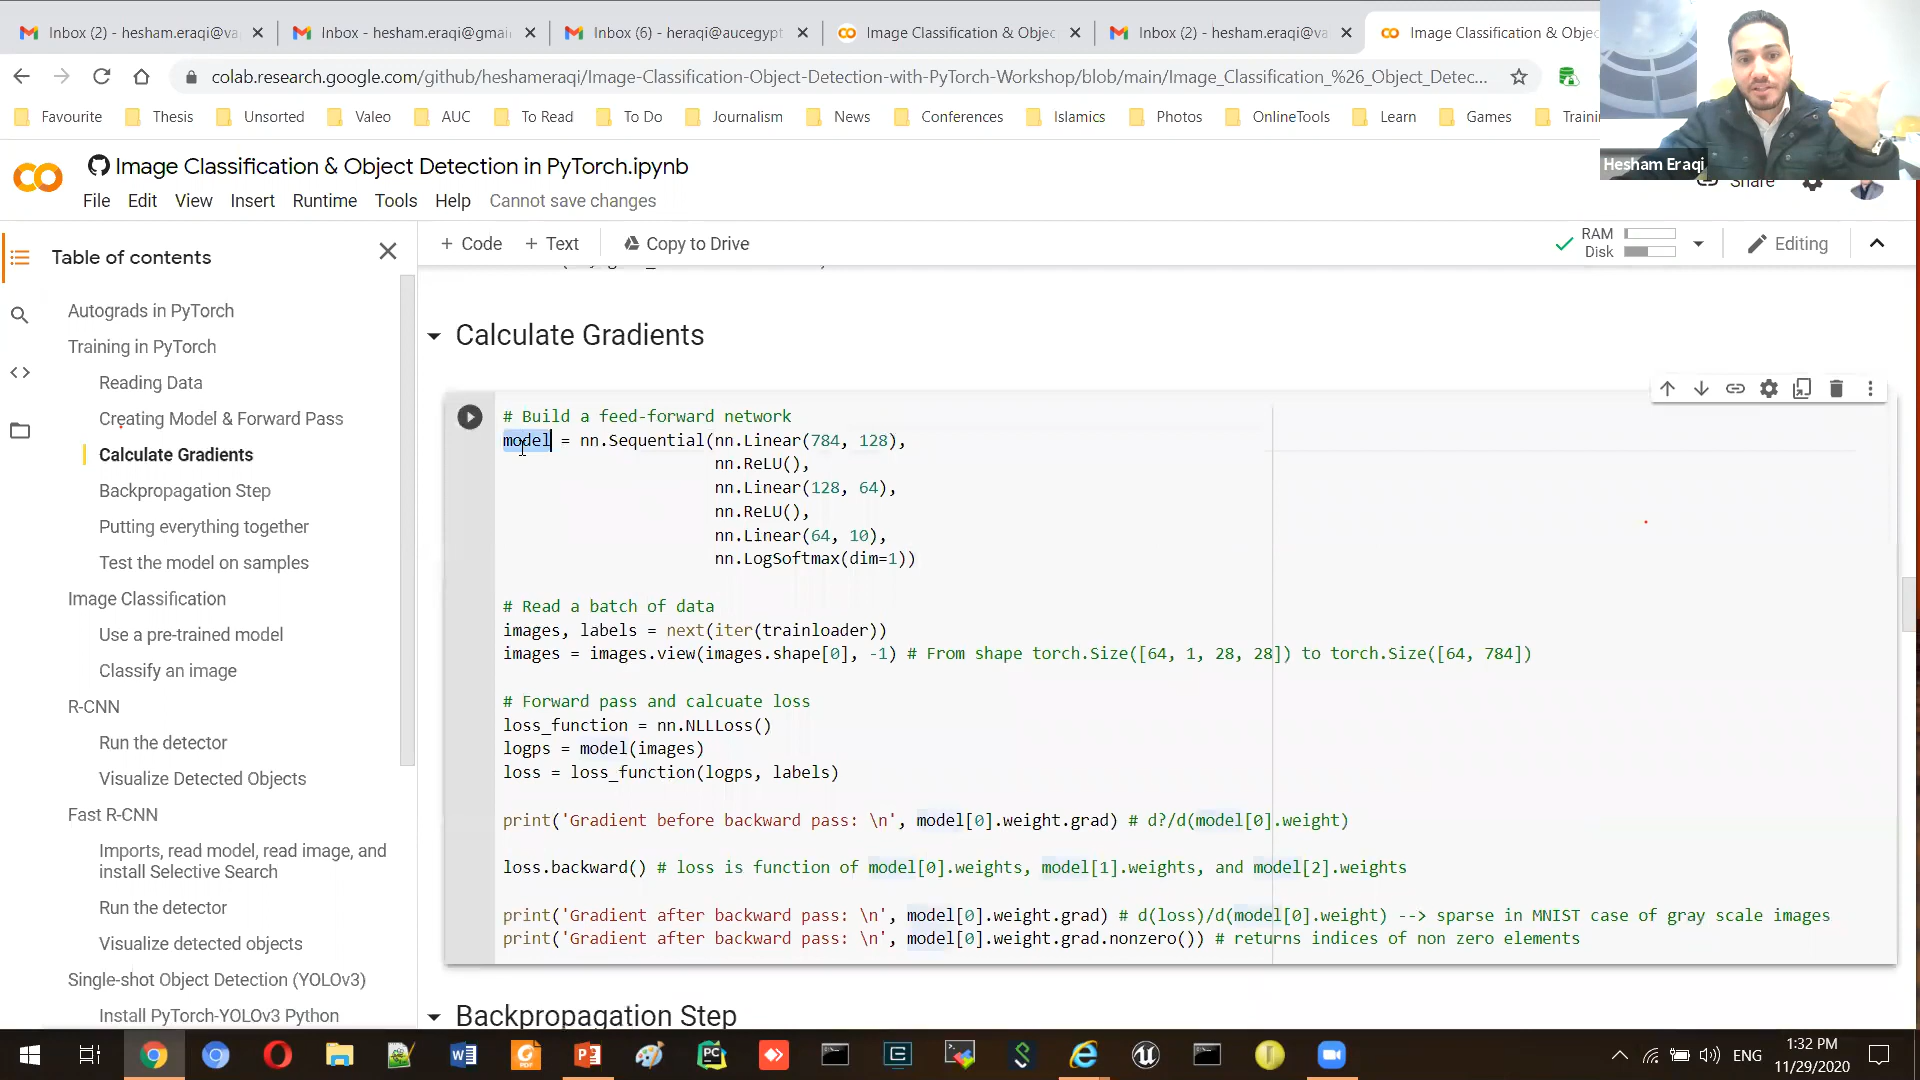 Inbox (2) - hesham.eraqi@va
Inbox - hesham.eraqi@gmai
Inbox (6) - heraqi@aucegypt
Image Classification & Objec
Inbox (2) - hesham.eraqi@va
Image Classification & Objec
colab.research.google.com/github/heshameraqi/Image-Classification-Object-Detection-with-PyTorch-Workshop/blob/main/Image_Classification_%26_Object_Detec...
Favourite
Thesis
Unsorted
Valeo
AUC
To Read
To Do
Journalism
News
Conferences
Islamics
Photos
OnlineTools
Learn
Games
Traini
Hesham Eraqi
Image Classification & Object Detection in PyTorch.ipynb
File Edit View Insert Runtime Tools Help Cannot save changes
Share
+ Code + Text Copy to Drive
RAM
Disk
Editing
Table of contents
Autograds in PyTorch
Training in PyTorch
Reading Data
Creating Model & Forward Pass
Calculate Gradients
Backpropagation Step
Putting everything together
Test the model on samples
Image Classification
Use a pre-trained model
Classify an image
R-CNN
Run the detector
Visualize Detected Objects
Fast R-CNN
Imports, read model, read image, and
install Selective Search
Run the detector
Visualize detected objects
Single-shot Object Detection (YOLOv3)
Install PyTorch-YOLOv3 Python
Calculate Gradients
# Build a feed-forward network
model = nn.Sequential(nn.Linear(784, 128),
nn.ReLU(),
nn.Linear(128, 64),
nn.ReLU(),
nn.Linear(64, 10),
nn.LogSoftmax(dim=1))
# Read a batch of data
images, labels = next(iter(trainloader))
images = images.view(images.shape[0], -1) # From shape torch.Size([64, 1, 28, 28]) to torch.Size([64, 784])
# Forward pass and calcuate loss
loss_function = nn.NLLLoss()
logps = model(images)
loss = loss_function(logps, labels)
print('Gradient before backward pass: \n', model[0].weight.grad) # d?/d(model[0].weight)
loss.backward() # loss is function of model[0].weights, model[1].weights, and model[2].weights
print('Gradient after backward pass: \n', model[0].weight.grad) # d(loss)/d(model[0].weight) --> sparse in MNIST case of gray scale images
print('Gradient after backward pass: \n', model[0].weight.grad.nonzero()) # returns indices of non zero elements
Backpropagation Step
ENG
1:32 PM
11/29/2020